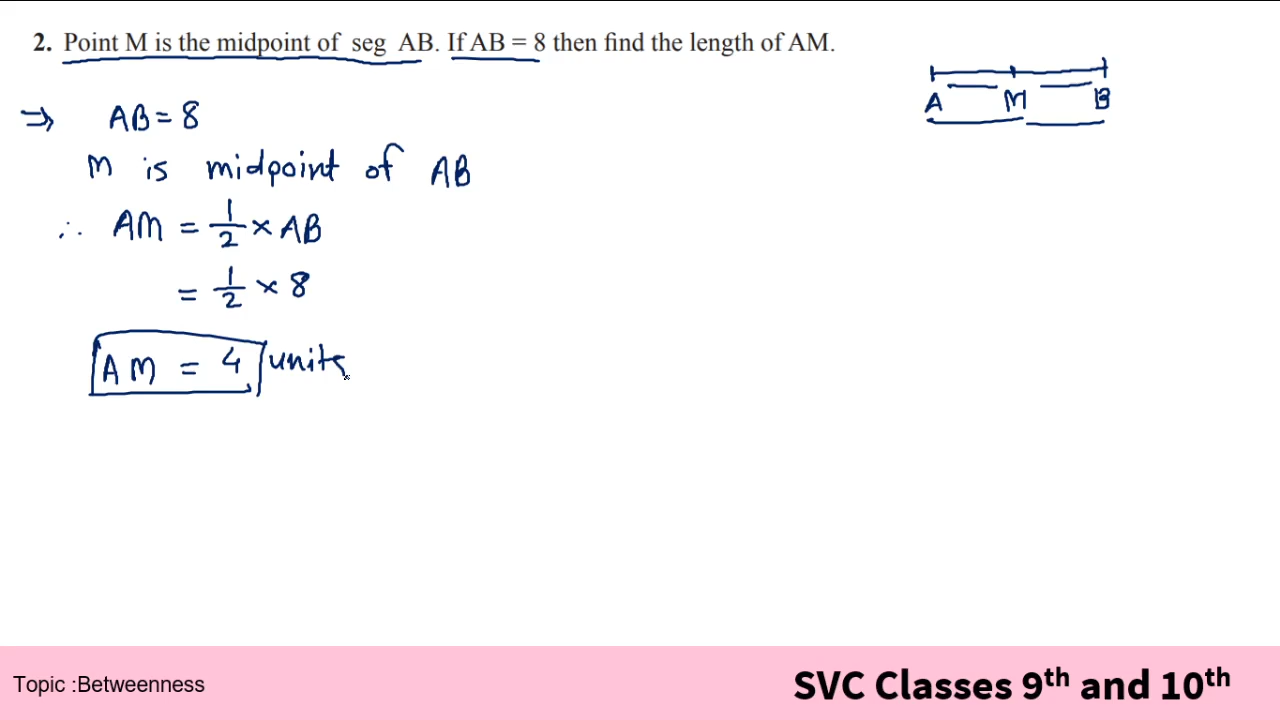 2. Point M is the midpoint of seg AB. If AB = 8 then find the length of AM.
A M B
⇒ AB = 8
M is midpoint of AB
∴ AM = 1/2 × AB
= 1/2 × 8
AM = 4 units
Topic :Betweenness
SVC Classes 9th and 10th